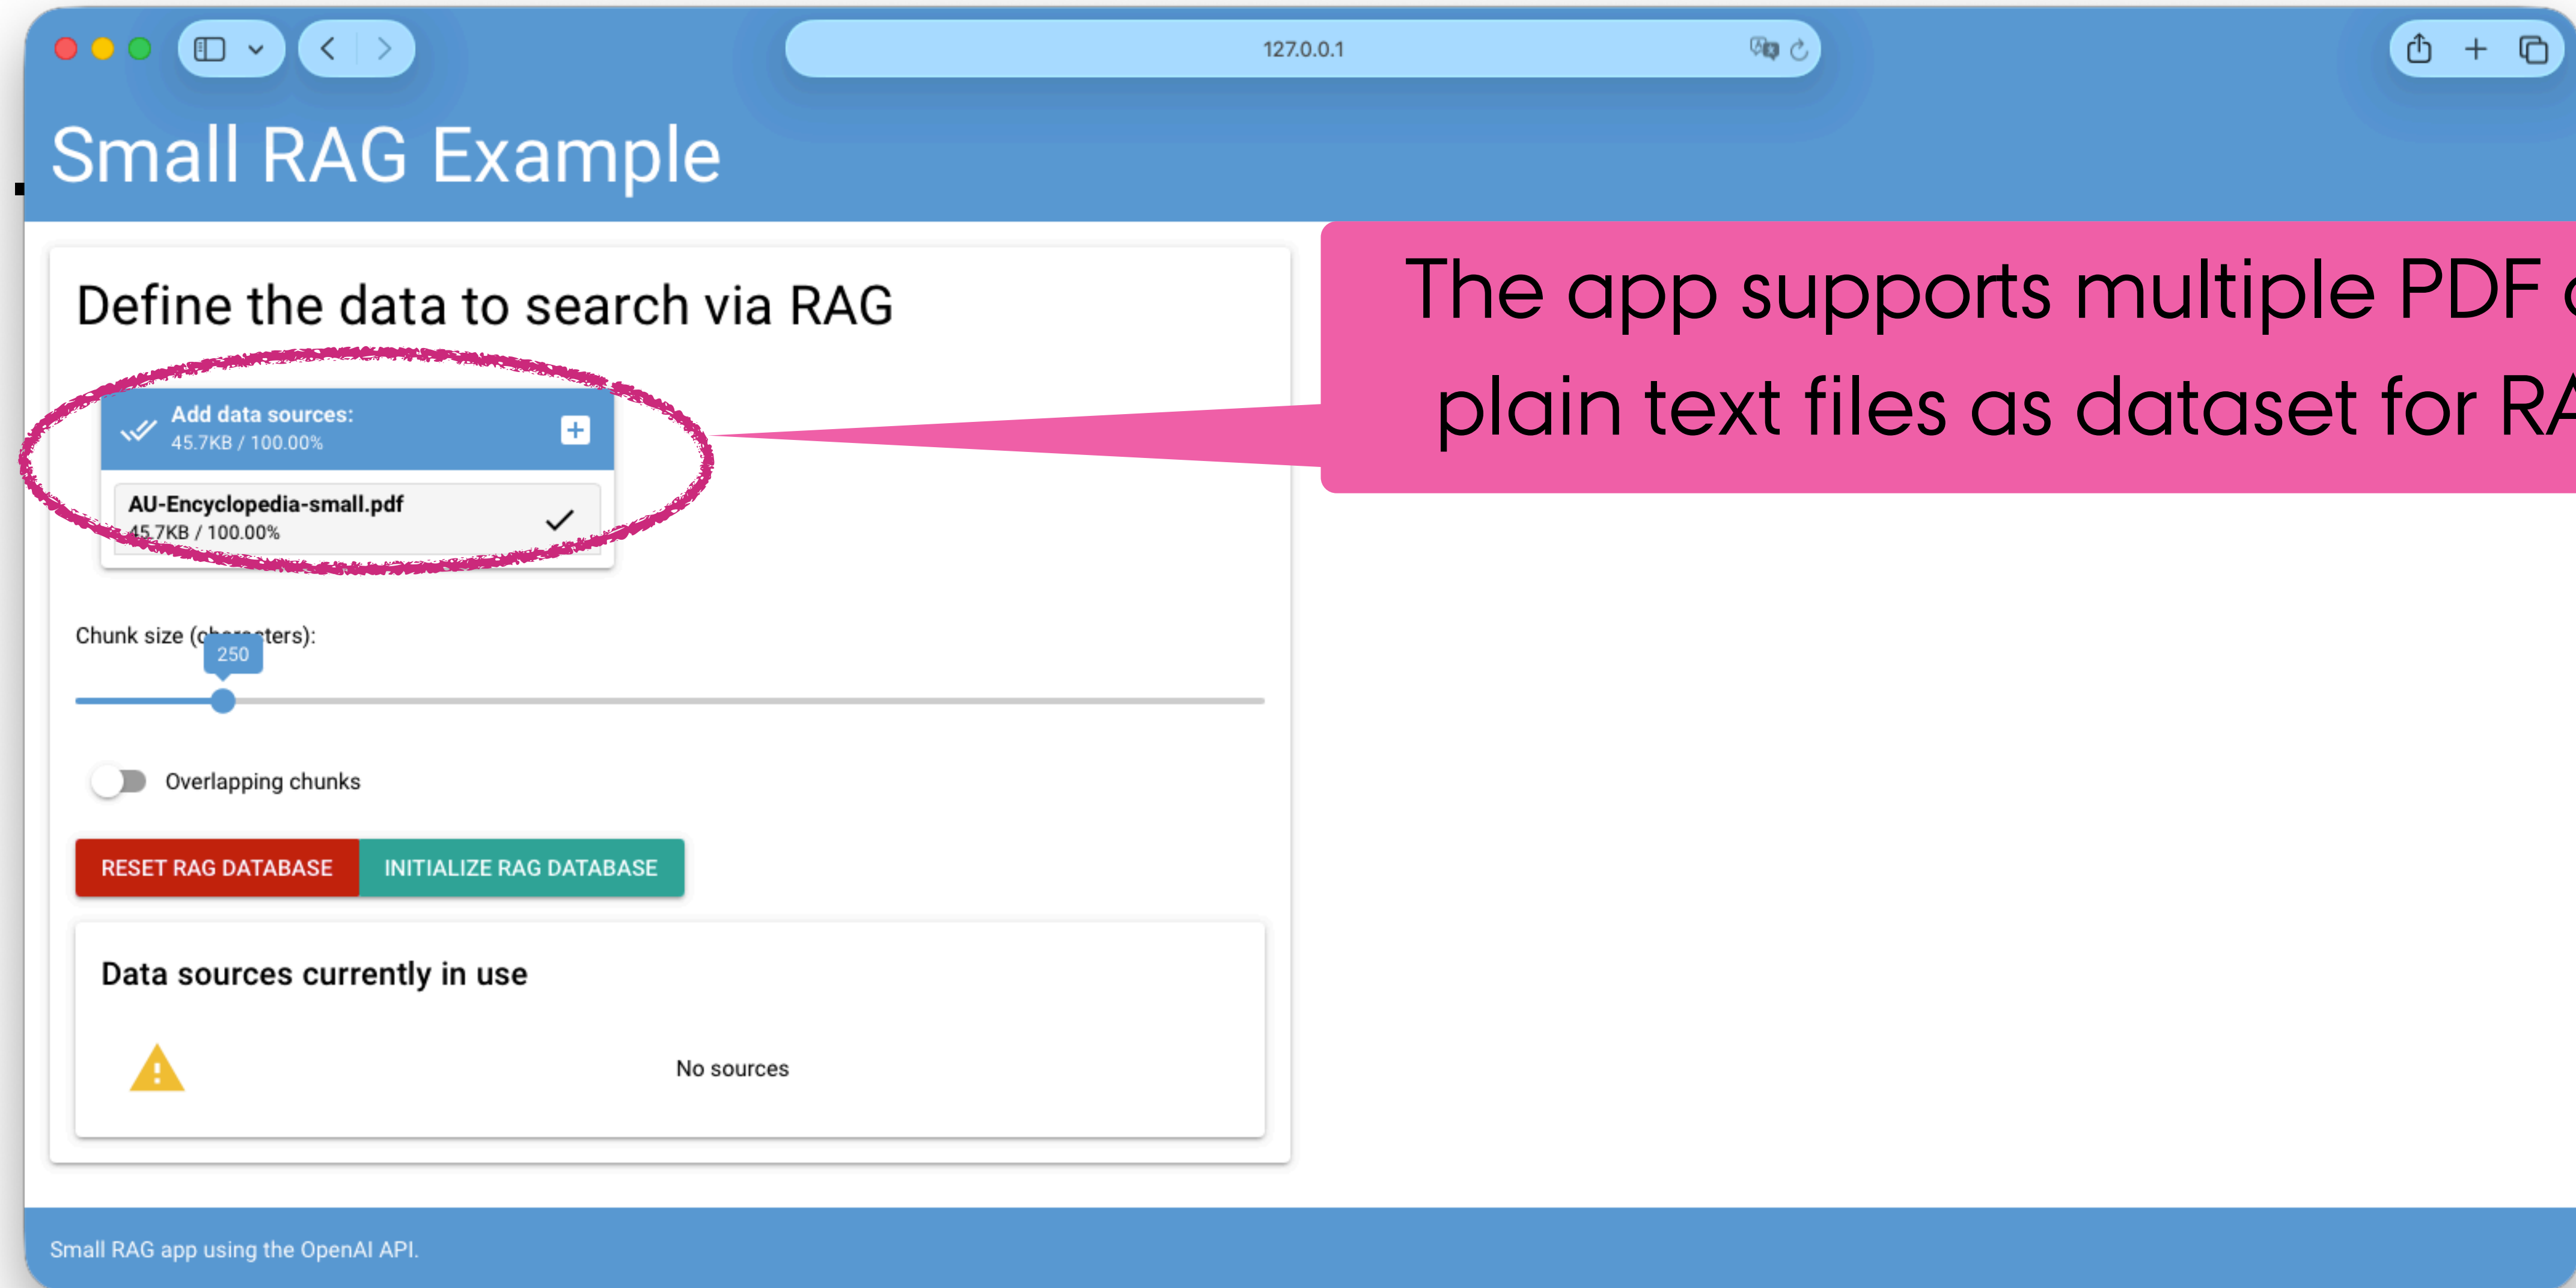 127.0.0.1
Small RAG Example
Define the data to search via RAG
The app supports multiple PDF
plain text files as dataset for
Add data sources:
45.7KB / 100.00%
AU-Encyclopedia-small.pdf
45.7KB / 100.00%
Chunk size (characters):
250
Overlapping chunks
RESET RAG DATABASE INITIALIZE RAG DATABASE
Data sources currently in use
No sources
Small RAG app using the OpenAI API.